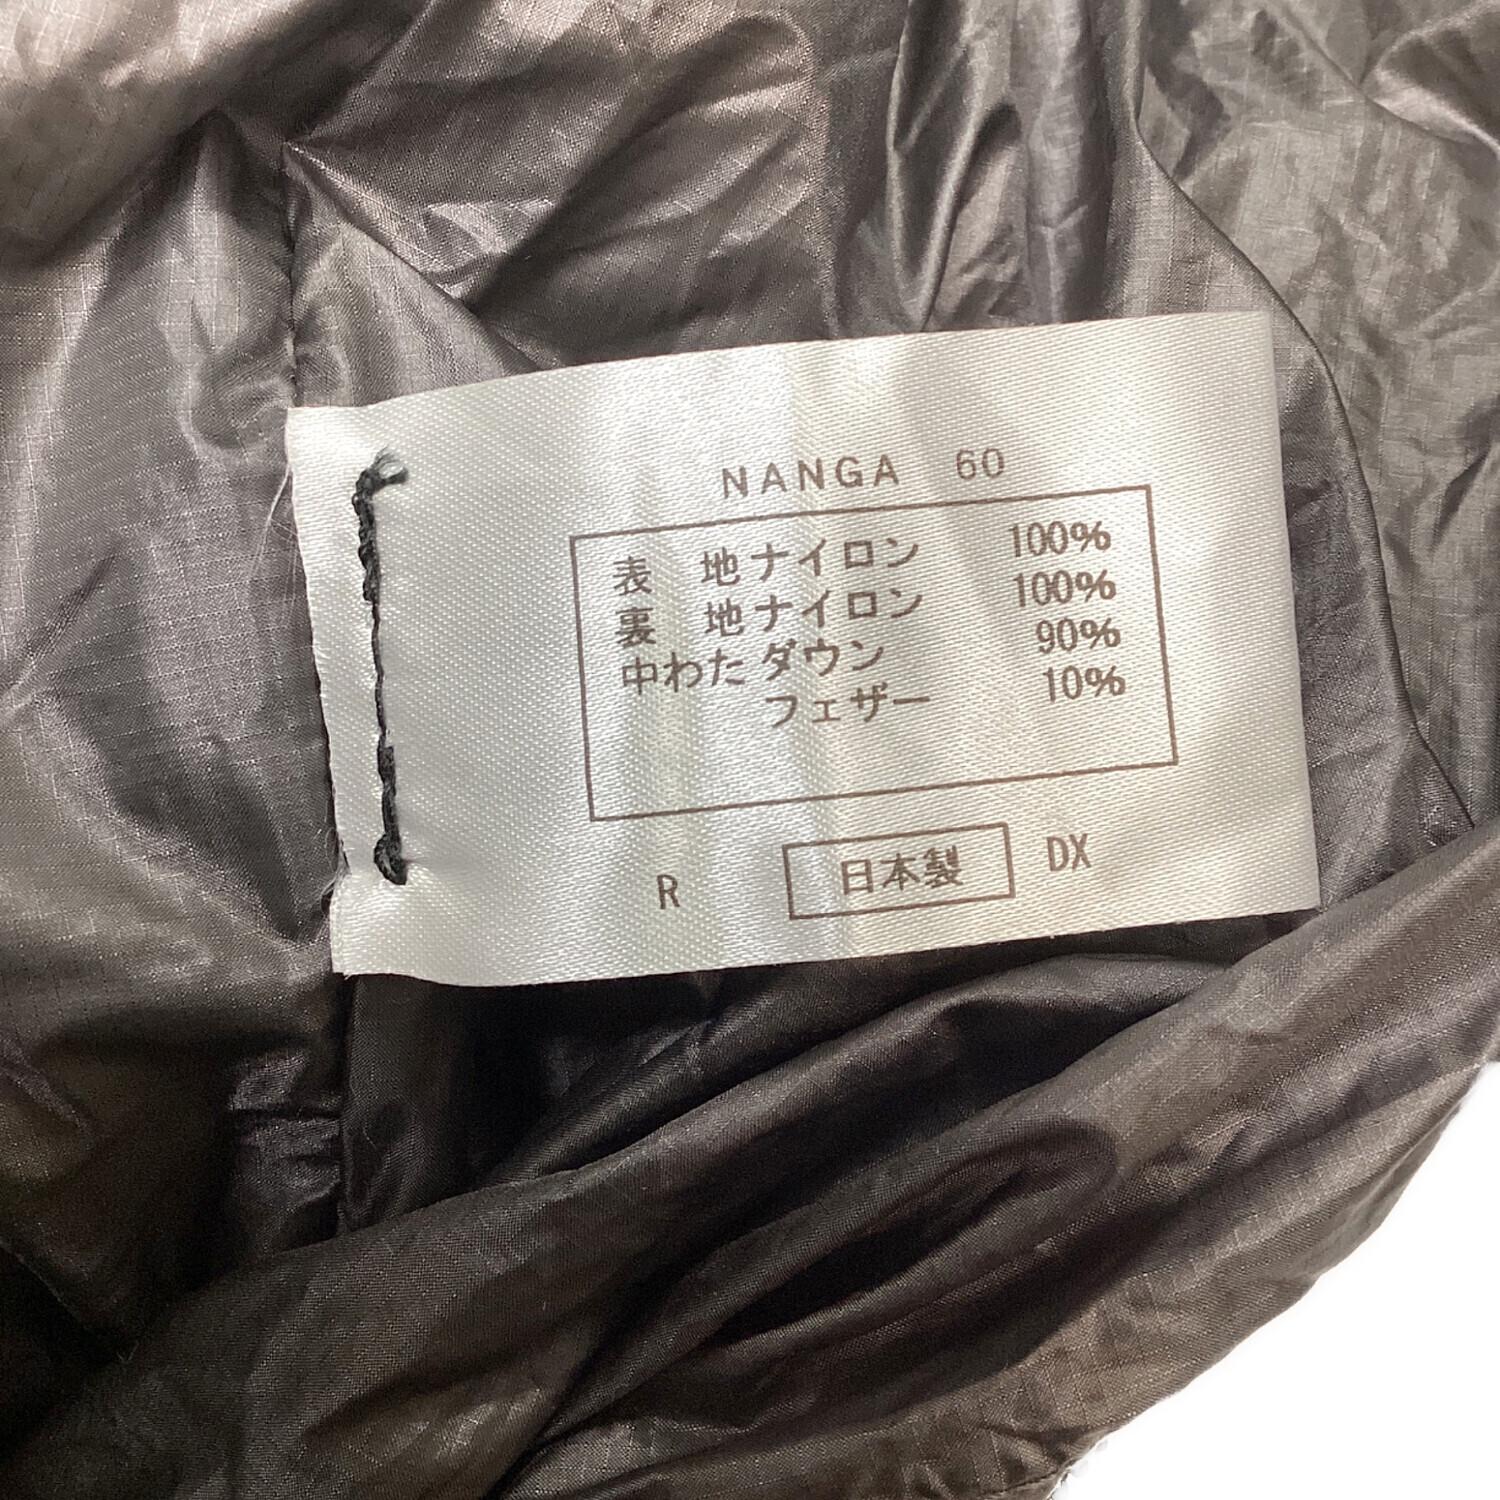 NANGA 60
表 地ナイロン 100%
裏 地ナイロン 100%
中わたダウン 90%
フェザー 10%
R 日本製 DX